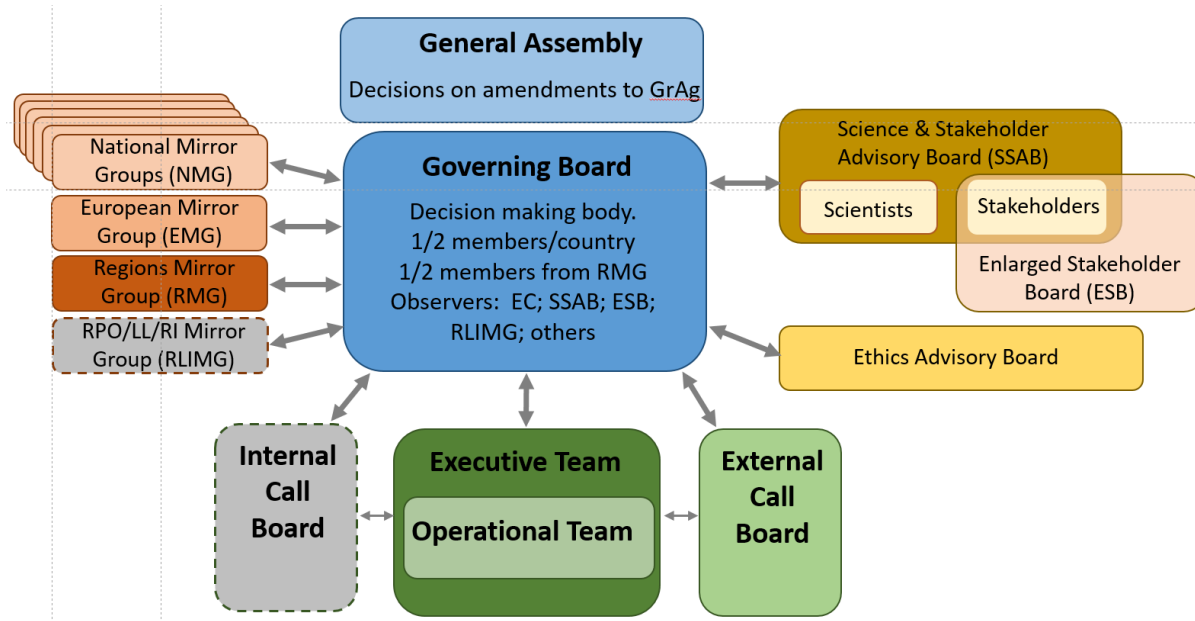 General Assembly
Decisions on amendments to GrAg
National Mirror
Groups (NMG)
European Mirror
Group (EMG)
Regions Mirror
Group (RMG)
RPO/LL/RI Mirror
Group (RLIMG)
Governing Board
Decision making body.
1/2 members/country
1/2 members from RMG
Observers:  EC; SSAB; ESB;
RLIMG; others
Science & Stakeholder
Advisory Board (SSAB)
Scientists
Stakeholders
Enlarged Stakeholder
Board (ESB)
Ethics Advisory Board
Internal
Call
Board
Executive Team
Operational Team
External
Call
Board